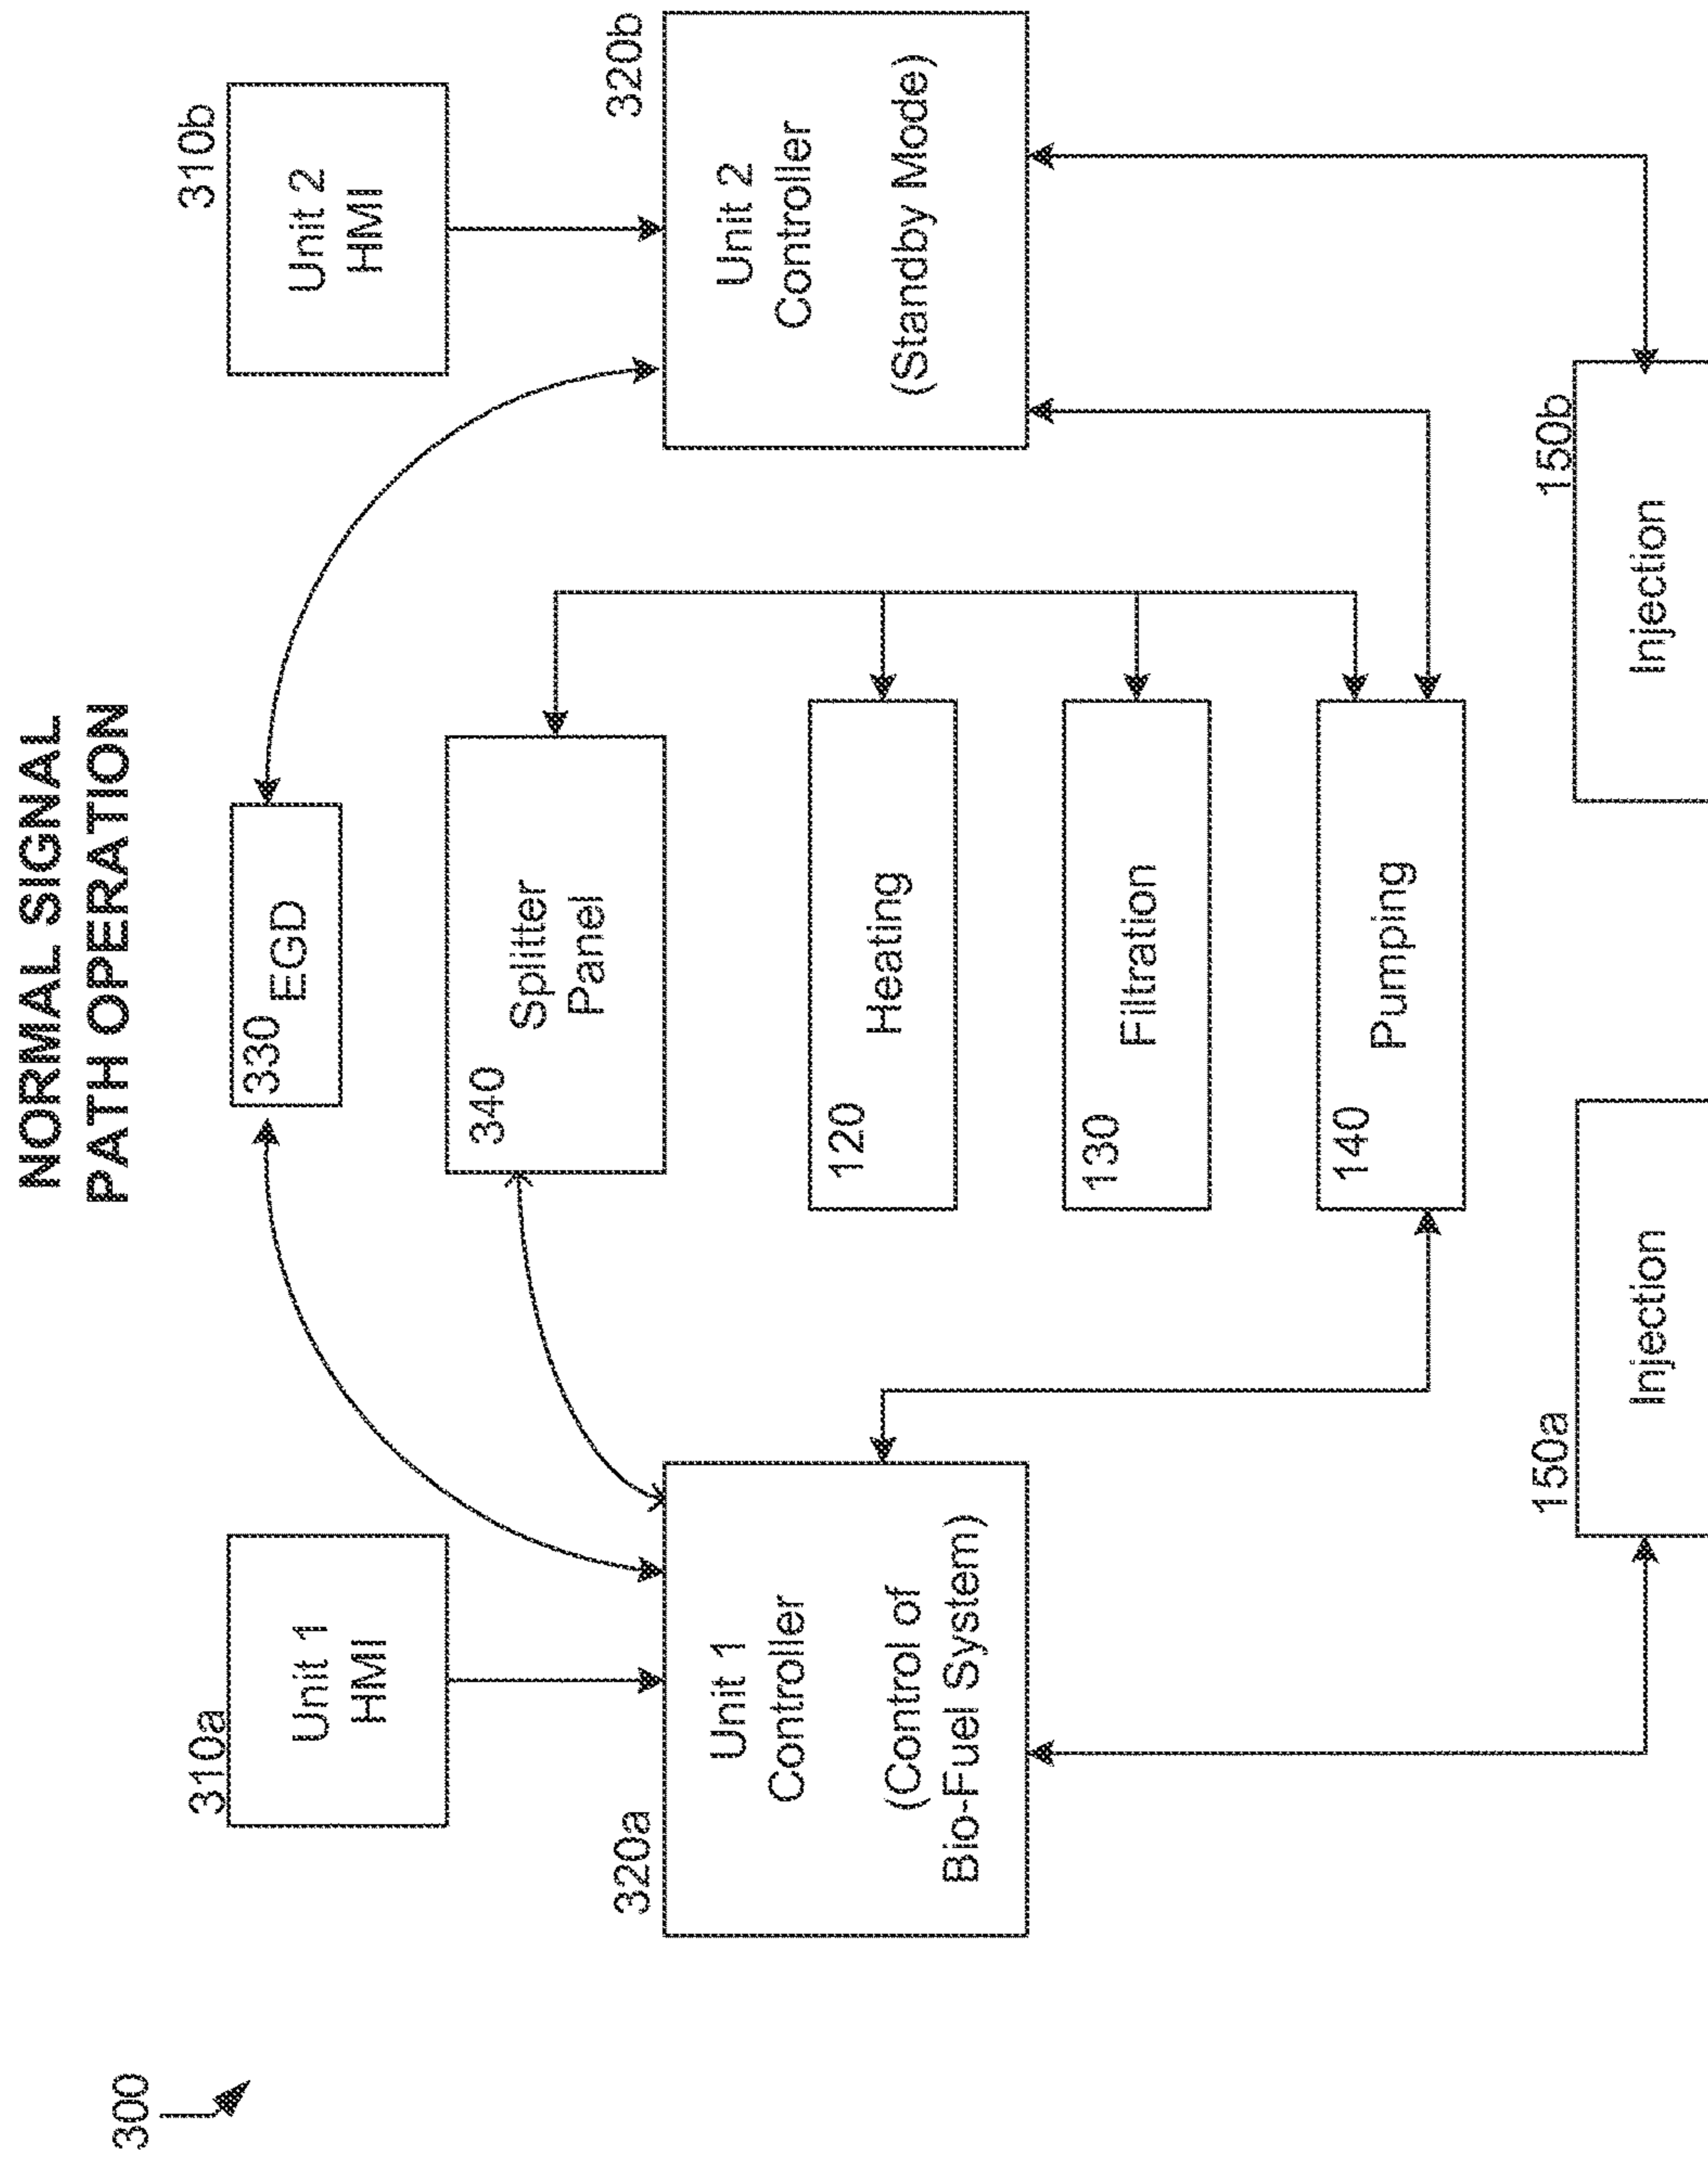 300
NORMAL SIGNAL
PATH OPERATION
310a
Unit 1
HMI
330
EGD
310b
Unit 2
HMI
340
Splitter
Panel
320a
Unit 1
Controller
(Control of
Bio-Fuel System)
320b
Unit 2
Controller
(Standby Mode)
120
Heating
130
Filtration
140
Pumping
150a
Injection
150b
Injection